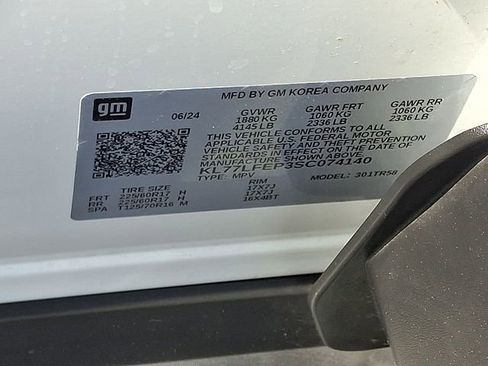 gm
MFD BY GM KOREA COMPANY
06/24
GVWR GAWR FRT GAWR RR
1880 KG 1060 KG 1060 KG
4145 LB 2336 LB 2336 LB
THIS VEHICLE CONFORMS TO ALL
APPLICABLE U.S. FEDERAL MOTOR
VEHICLE SAFETY AND THEFT PREVENTION
STANDARDS IN EFFECT ON THE DATE OF
MANUFACTURE SHOWN ABOVE.
TYPE: MPV MODEL: 301TR58
TIRE SIZE RIM
FRT 225/60R17 H 17X7J
RR 225/60R17 H 17X7J
SPA T125/70R16 M 16X4BT